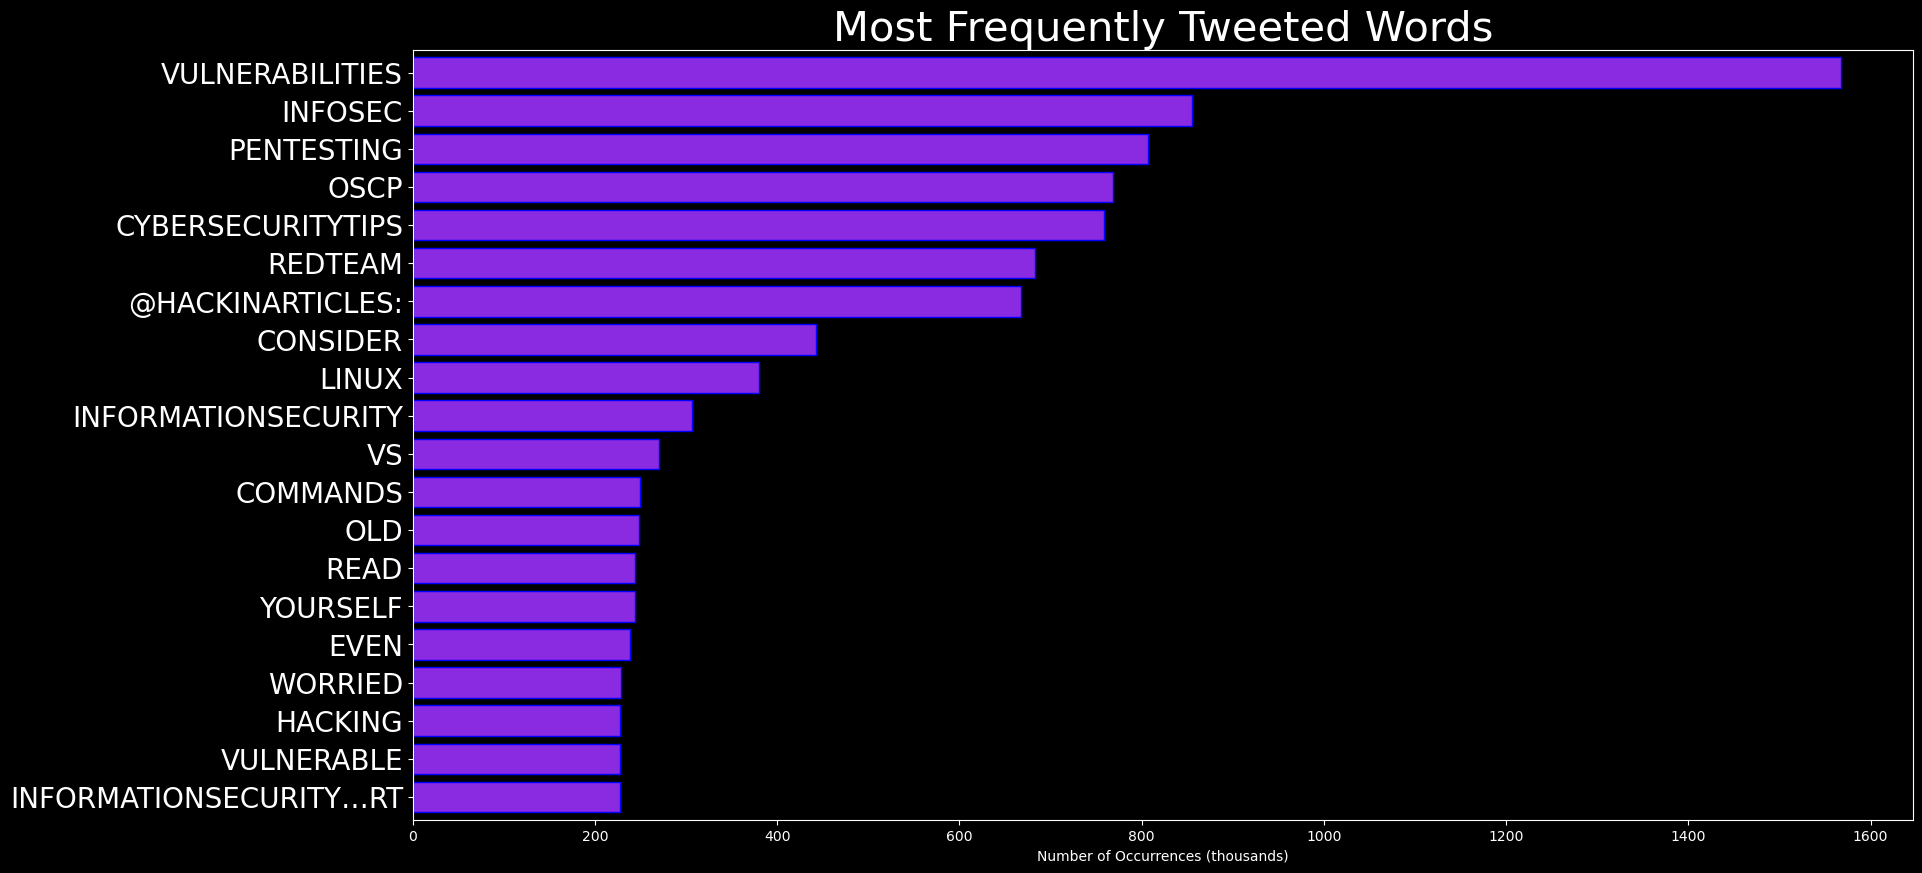 Most Frequently Tweeted Words
VULNERABILITIES
INFOSEC
PENTESTING
OSCP
CYBERSECURITYTIPS
REDTEAM
@HACKINARTICLES:
CONSIDER
LINUX
INFORMATIONSECURITY
VS
COMMANDS
OLD
READ
YOURSELF
EVEN
WORRIED
HACKING
VULNERABLE
INFORMATIONSECURITY…RT
0 200 400 600 800 1000 1200 1400 1600
Number of Occurrences (thousands)